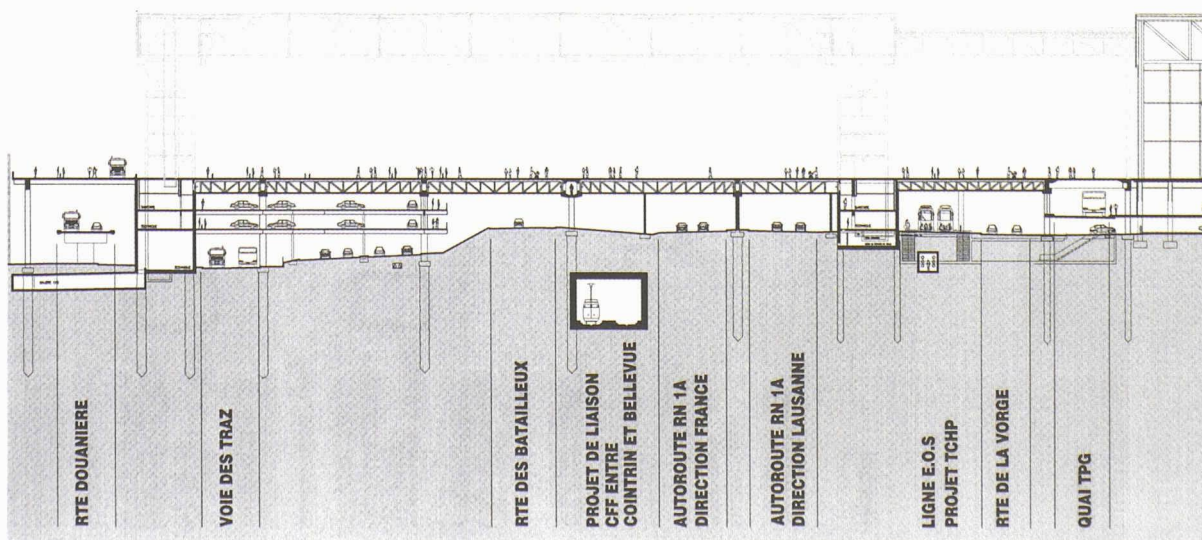 RTE DOUANIERE
VOIE DES TRAZ
RTE DES BATAILLEUX
PROJET DE LIAISON
CFF ENTRE
COINTRIN ET BELLEVUE
AUTOROUTE RN 1A
DIRECTION FRANCE
AUTOROUTE RN 1A
DIRECTION LAUSANNE
LIGNE E.O.S
PROJET TCHP
RTE DE LA VORGE
QUAI TPG